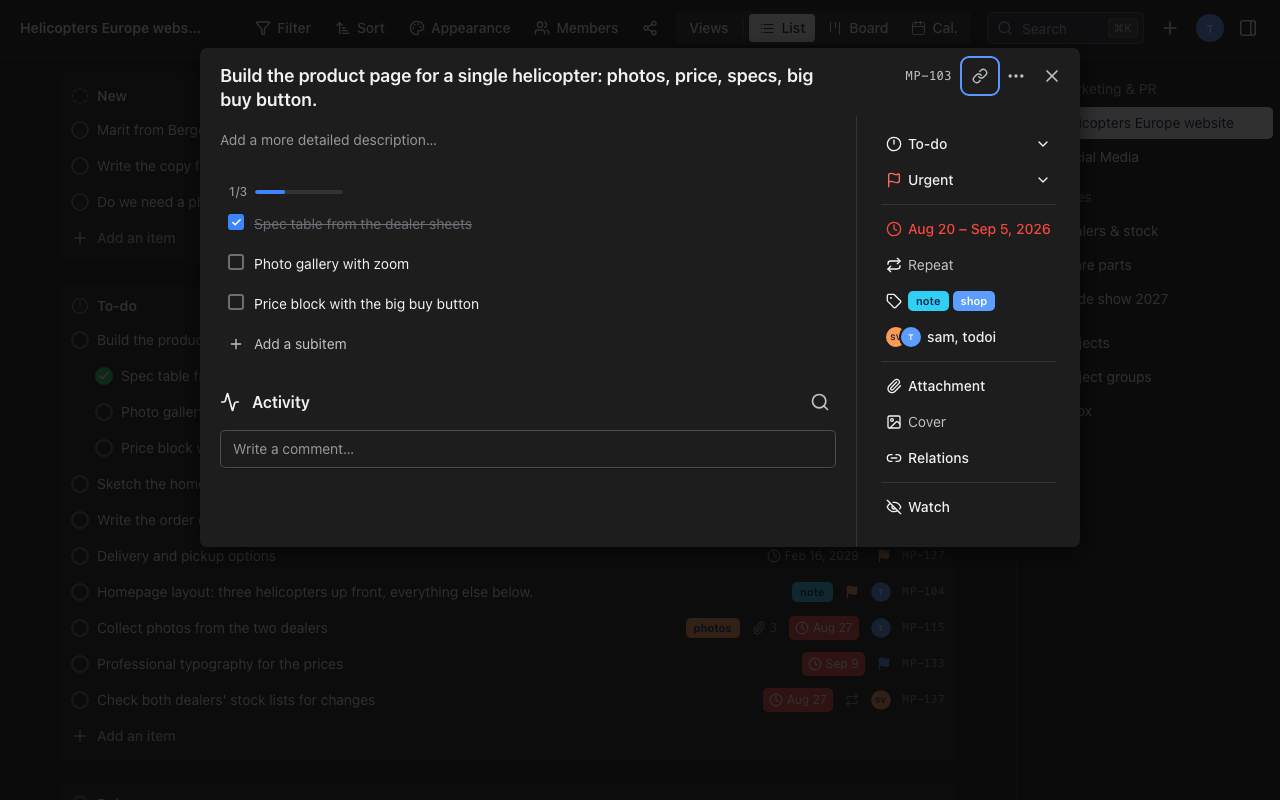 Helicopters Europe webs...
Filter
Sort
Appearance
Members
Views
List
Board
Cal.
Search
⌘K
T
Build the product page for a single helicopter: photos, price, specs, big
buy button.
MP-103
Add a more detailed description...
1/3
Spec table from the dealer sheets
Photo gallery with zoom
Price block with the big buy button
Add a subitem
Activity
Write a comment...
To-do
Urgent
Aug 20 – Sep 5, 2026
Repeat
note
shop
T
sam, todoi
Attachment
Cover
Relations
Watch
New
Marit from Berge
Write the copy f
Do we need a ph
Add an item
To-do
Build the produc
Spec table f
Photo galler
Price block w
Sketch the hom
Write the order
Delivery and pickup options
Feb 16, 2029
MP-127
Homepage layout: three helicopters up front, everything else below.
note
T
MP-104
Collect photos from the two dealers
photos
3
Aug 27
T
MP-115
Professional typography for the prices
Sep 9
MP-133
Check both dealers' stock lists for changes
Aug 27
SV
MP-137
Add an item
rketing & PR
icopters Europe website
ial Media
es
lers & stock
re parts
de show 2027
jects
ject groups
ox